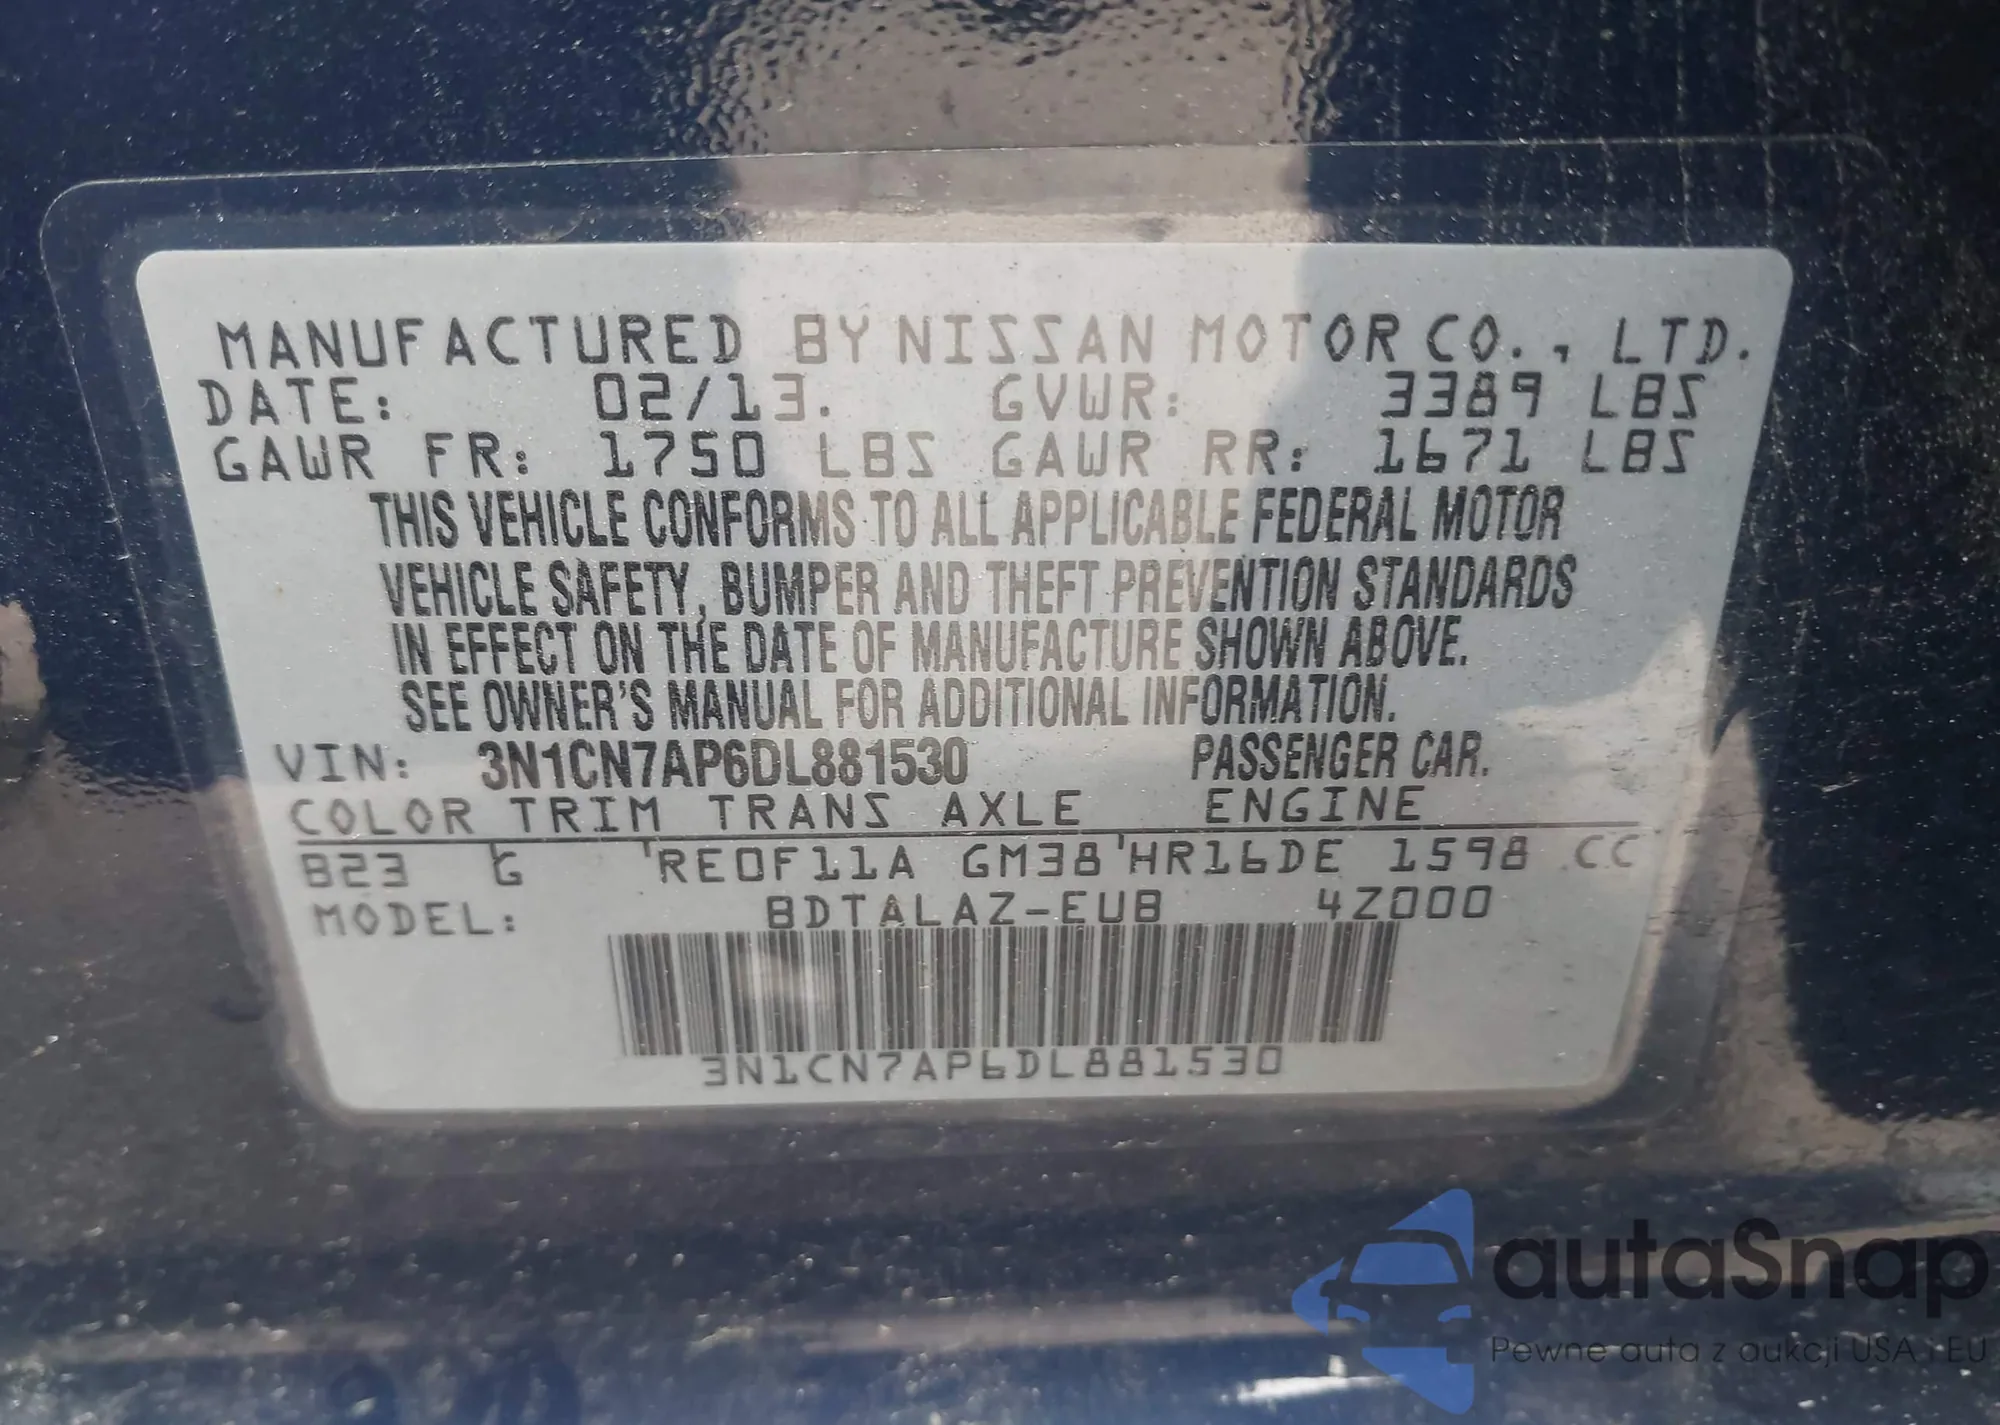 MANUFACTURED BY NISSAN MOTOR CO., LTD.
DATE: 02/13. GVWR: 3389 LBS
GAWR FR: 1750 LBS GAWR RR: 1671 LBS
THIS VEHICLE CONFORMS TO ALL APPLICABLE FEDERAL MOTOR
VEHICLE SAFETY, BUMPER AND THEFT PREVENTION STANDARDS
IN EFFECT ON THE DATE OF MANUFACTURE SHOWN ABOVE.
SEE OWNER'S MANUAL FOR ADDITIONAL INFORMATION.
VIN: 3N1CN7AP6DL881530 PASSENGER CAR.
COLOR TRIM TRANS AXLE ENGINE
B23 G RE0F11A GM38 HR16DE 1598 CC
MODEL: BDTALAZ-EUB 4Z000
3N1CN7AP6DL881530
autaSnap
Pewne auta z aukcji USA i EU